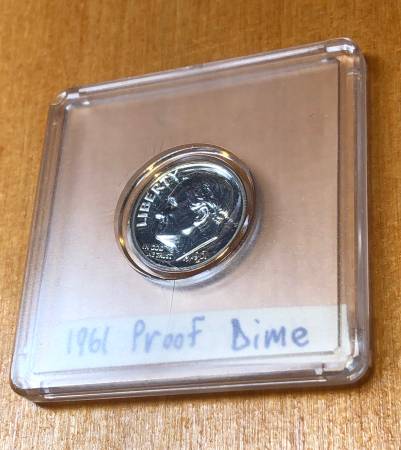 LIBERTY
IN GOD
WE TRUST
1961 Proof Dime